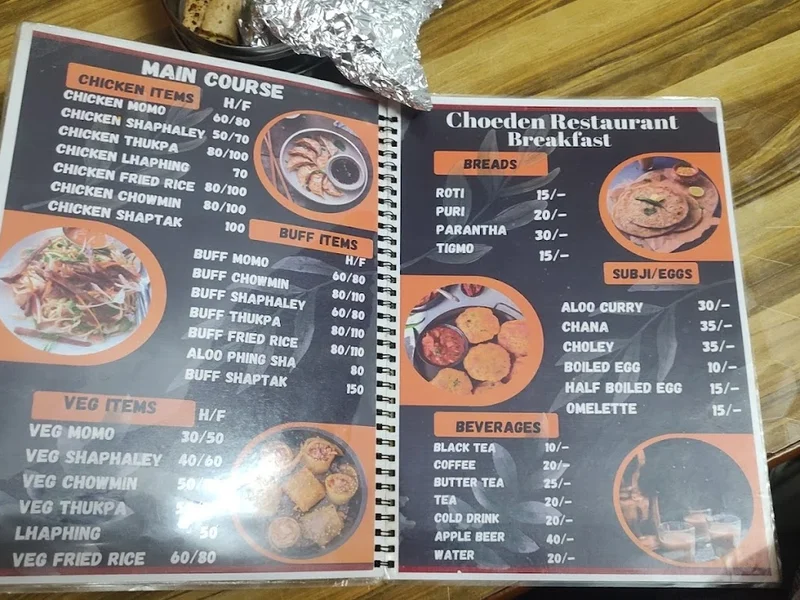 MAIN COURSE
CHICKEN ITEMS H/F
CHICKEN MOMO 60/80
CHICKEN SHAPHALEY 50/70
CHICKEN THUKPA 80/100
CHICKEN LHAPHING 70
CHICKEN FRIED RICE 80/100
CHICKEN CHOWMIN 80/100
CHICKEN SHAPTAK 100
BUFF ITEMS
H/F
BUFF MOMO 60/80
BUFF CHOWMIN 80/110
BUFF SHAPHALEY 60/80
BUFF THUKPA 80/110
BUFF FRIED RICE 80/110
ALOO PHING SHA 80
BUFF SHAPTAK 150
VEG ITEMS H/F
VEG MOMO 30/50
VEG SHAPHALEY 40/60
VEG CHOWMIN
VEG THUKPA
LHAPHING 50
VEG FRIED RICE 60/80
Choeden Restaurant
Breakfast
BREADS
ROTI 15/-
PURI 20/-
PARANTHA 30/-
TIGMO 15/-
SUBJI/EGGS
ALOO CURRY 30/-
CHANA 35/-
CHOLEY 35/-
BOILED EGG 10/-
HALF BOILED EGG 15/-
OMELETTE 15/-
BEVERAGES
BLACK TEA 10/-
COFFEE 20/-
BUTTER TEA 25/-
TEA 20/-
COLD DRINK 20/-
APPLE BEER 40/-
WATER 20/-